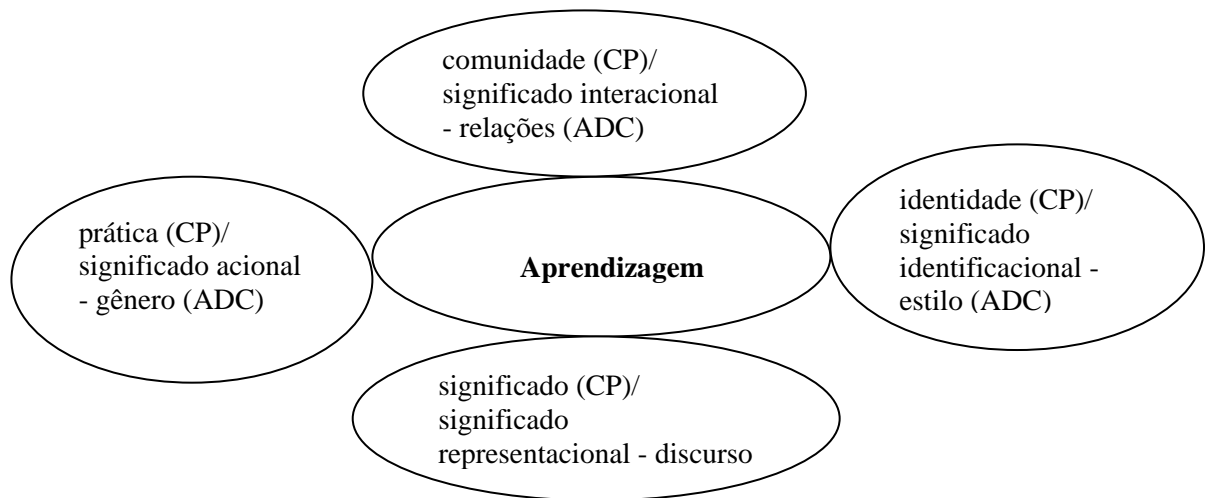 comunidade (CP)/
significado interacional
- relações (ADC)
prática (CP)/
significado acional
- gênero (ADC)
Aprendizagem
identidade (CP)/
significado
identificacional -
estilo (ADC)
significado (CP)/
significado
representacional - discurso